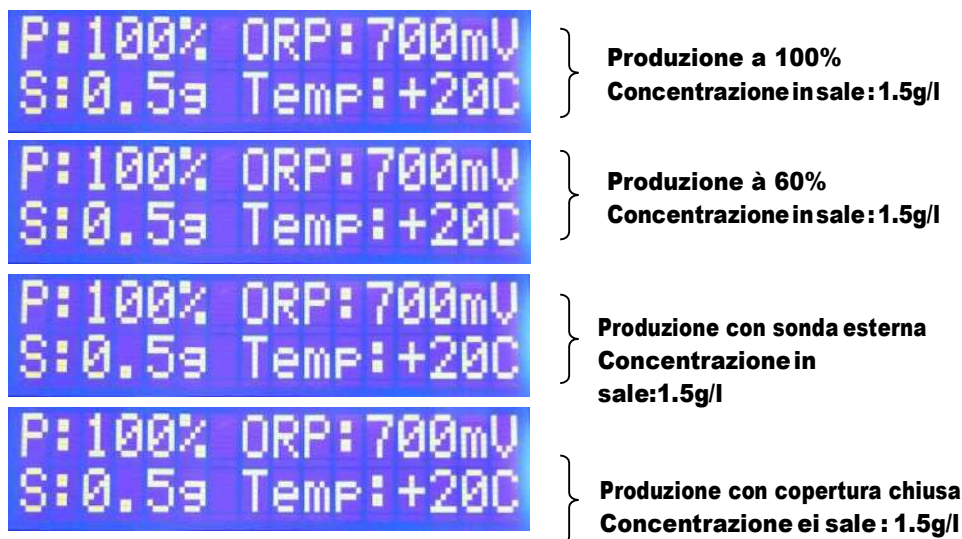 P:100% ORP:700mV
S:0.5g Temp:+20C
Produzione a 100%
Concentrazione in sale : 1.5g/l
P:100% ORP:700mV
S:0.5g Temp:+20C
Produzione à 60%
Concentrazione in sale : 1.5g/l
P:100% ORP:700mV
S:0.5g Temp:+20C
Produzione con sonda esterna
Concentrazione in
sale:1.5g/l
P:100% ORP:700mV
S:0.5g Temp:+20C
Produzione con copertura chiusa
Concentrazione ei sale : 1.5g/l